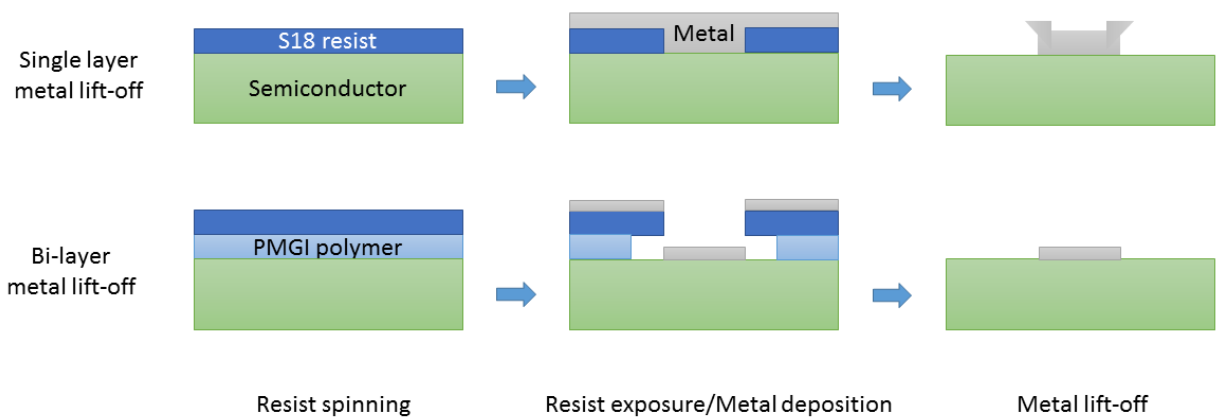 Single layer
metal lift-off
S18 resist
Semiconductor
Metal
Bi-layer
metal lift-off
PMGI polymer
Resist spinning
Resist exposure/Metal deposition
Metal lift-off